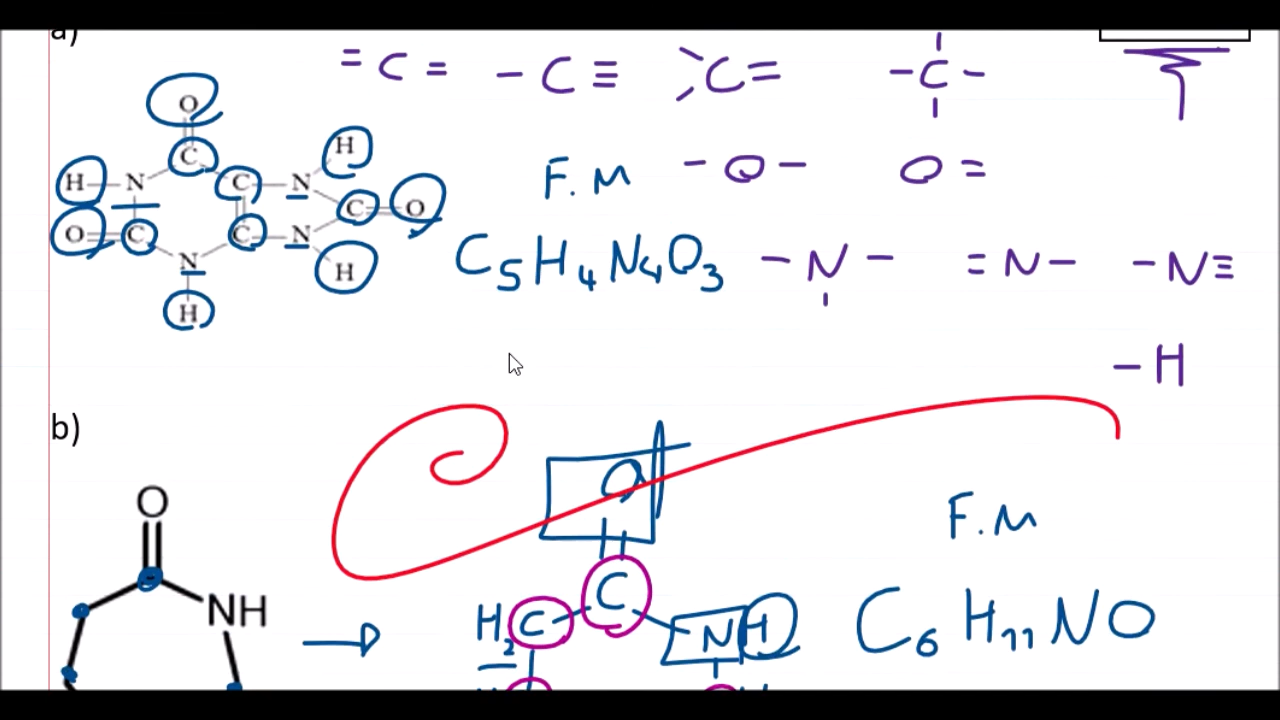 a)
= C =   - C ≡   >C =   - C -
O
C
H   H - N   C - N   C = O
- O -   O =
F.M
O = C   C - N
N   H
H
C5H4N4O3
- N -   = N -   - N ≡
- H
b)
O
O
F.M
C
NH
H2C   NH
C6H11NO